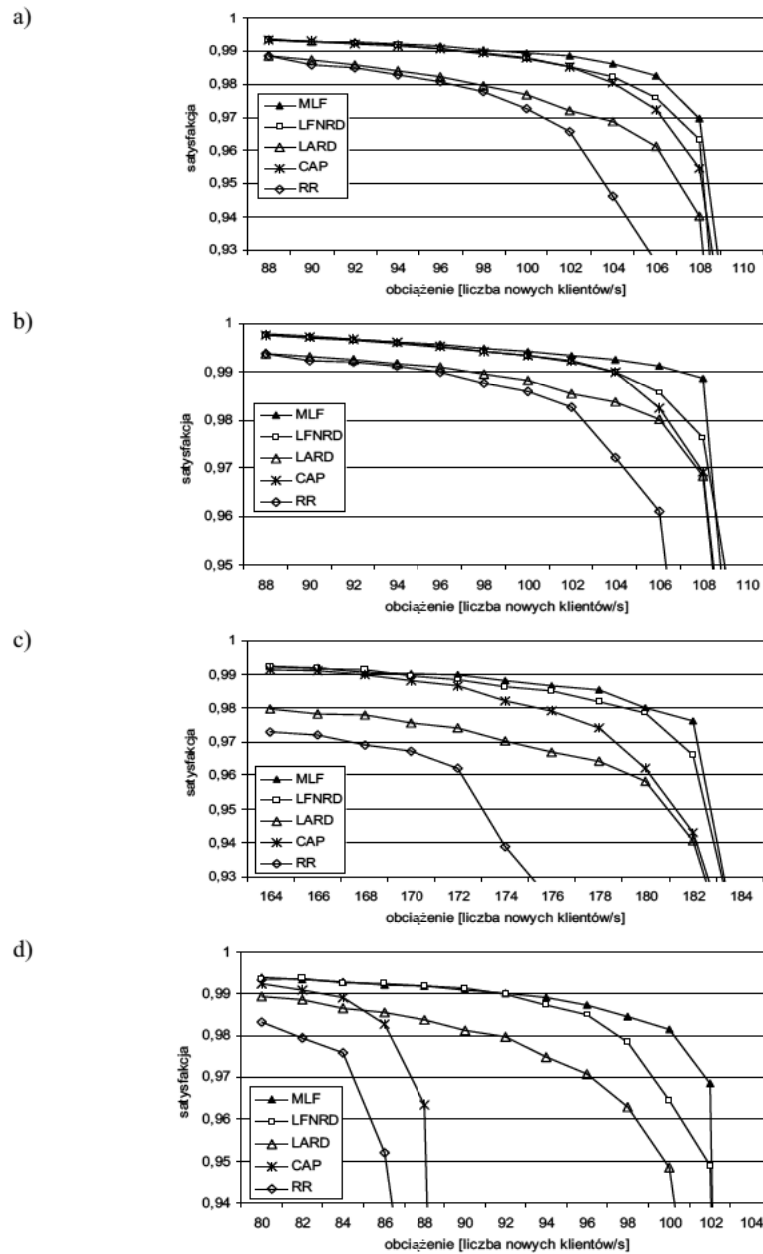 a)
1
0,99
0,98
0,97
0,96
0,95
0,94
0,93
satysfakcja
MLF
LFNRD
LARD
CAP
RR
88 90 92 94 96 98 100 102 104 106 108 110
obciążenie [liczba nowych klientów/s]
b)
1
0,99
0,98
0,97
0,96
0,95
satysfakcja
MLF
LFNRD
LARD
CAP
RR
88 90 92 94 96 98 100 102 104 106 108 110
obciążenie [liczba nowych klientów/s]
c)
1
0,99
0,98
0,97
0,96
0,95
0,94
0,93
satysfakcja
MLF
LFNRD
LARD
CAP
RR
164 166 168 170 172 174 176 178 180 182 184
obciążenie [liczba nowych klientów/s]
d)
1
0,99
0,98
0,97
0,96
0,95
0,94
satysfakcja
MLF
LFNRD
LARD
CAP
RR
80 82 84 86 88 90 92 94 96 98 100 102 104
obciążenie [liczba nowych klientów/s]